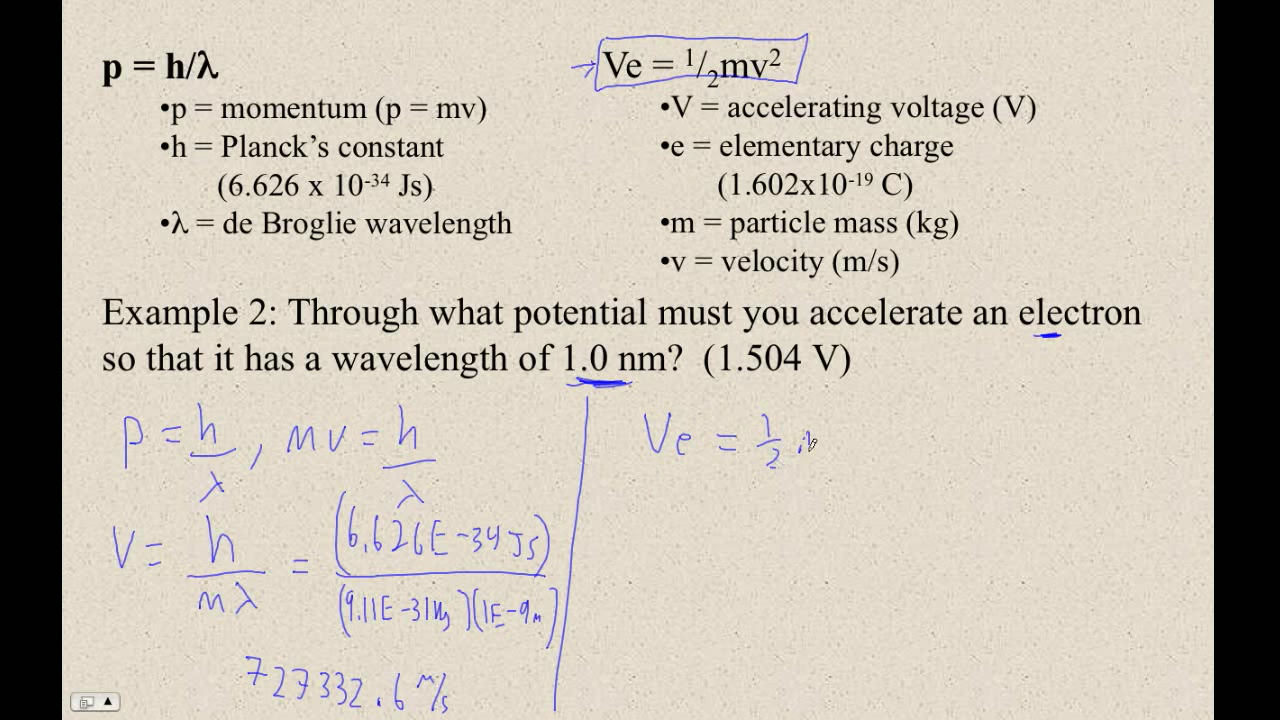 p = h/λ
•p = momentum (p = mv)
•h = Planck’s constant
(6.626 x 10⁻³⁴ Js)
•λ = de Broglie wavelength
Ve = ¹/₂mv²
•V = accelerating voltage (V)
•e = elementary charge
(1.602x10⁻¹⁹ C)
•m = particle mass (kg)
•v = velocity (m/s)
Example 2: Through what potential must you accelerate an electron
so that it has a wavelength of 1.0 nm? (1.504 V)
p = h/λ, mv = h/λ
V = h/mλ = (6.626E-34 Js)/(9.11E-31kg)(1E-9m)
727332.6 m/s
Ve = 1/2